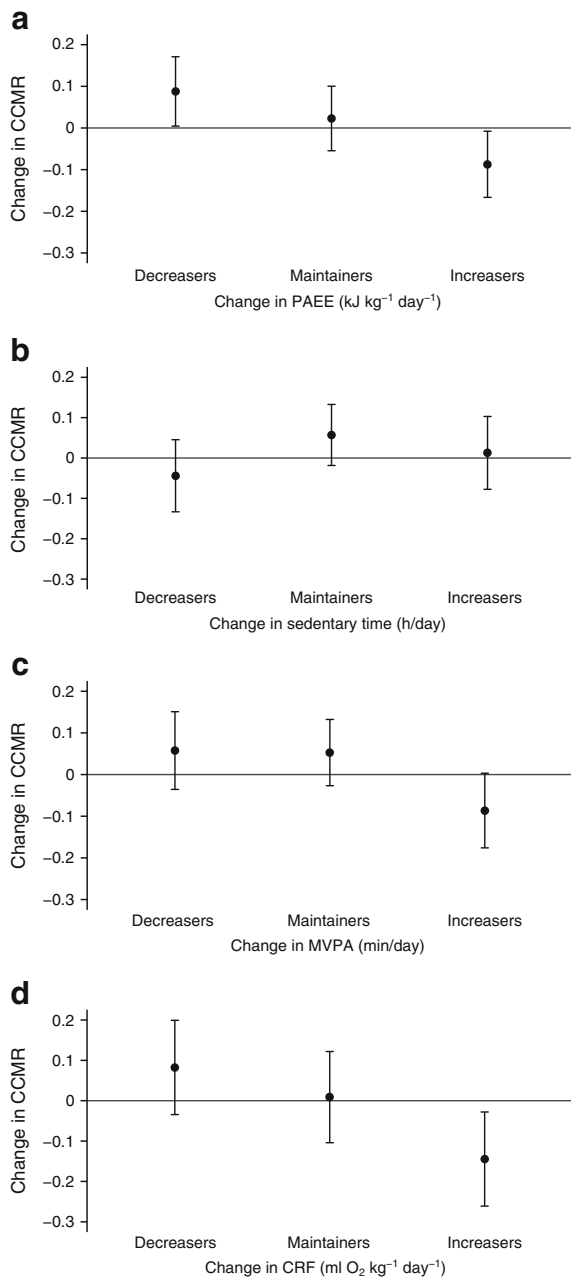 a
Change in CCMR
0.2
0.1
0
–0.1
–0.2
–0.3
Decreasers Maintainers Increasers
Change in PAEE (kJ kg⁻¹ day⁻¹)
b
Change in CCMR
0.2
0.1
0
–0.1
–0.2
–0.3
Decreasers Maintainers Increasers
Change in sedentary time (h/day)
c
Change in CCMR
0.2
0.1
0
–0.1
–0.2
–0.3
Decreasers Maintainers Increasers
Change in MVPA (min/day)
d
Change in CCMR
0.2
0.1
0
–0.1
–0.2
–0.3
Decreasers Maintainers Increasers
Change in CRF (ml O₂ kg⁻¹ day⁻¹)